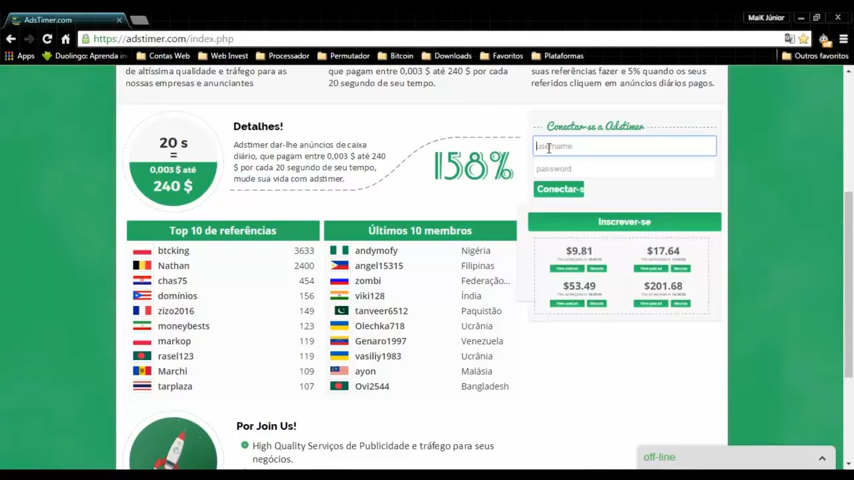 AdsTimer.com
MaiK Júnior
https://adstimer.com/index.php
Apps
Duolingo: Aprenda in
Contas Web
Web Invest
Processador
Permutador
Bitcoin
Downloads
Favoritos
Plataformas
Outros favoritos
de altíssima qualidade e tráfego para as
nossas empresas e anunciantes
que pagam entre 0,003 $ até 240 $ por cada
20 segundo de seu tempo.
suas referências fazer e 5% quando os seus
referidos cliquem em anúncios diários pagos.
20 s
=
0,003 $ até
240 $
Detalhes!
Adstimer dar-lhe anúncios de caixa
diário, que pagam entre 0,003 $ até 240
$ por cada 20 segundo de seu tempo,
mude sua vida com adstimer.
158%
Conectar-se a Adstimer
username
password
Conectar-s
Inscrever-se
$9.81
$17.64
$53.49
$201.68
Top 10 de referências
btcking 3633
Nathan 2400
chas75 454
domínios 156
zizo2016 149
moneybests 123
markop 119
rasel123 119
Marchi 109
tarplaza 107
Últimos 10 membros
andymofy Nigéria
angel15315 Filipinas
zombi Federação...
viki128 Índia
tanveer6512 Paquistão
Olechka718 Ucrânia
Genaro1997 Venezuela
vasiliy1983 Ucrânia
ayon Malásia
Ovi2544 Bangladesh
Por Join Us!
High Quality Serviços de Publicidade e tráfego para seus
negócios.
off-line